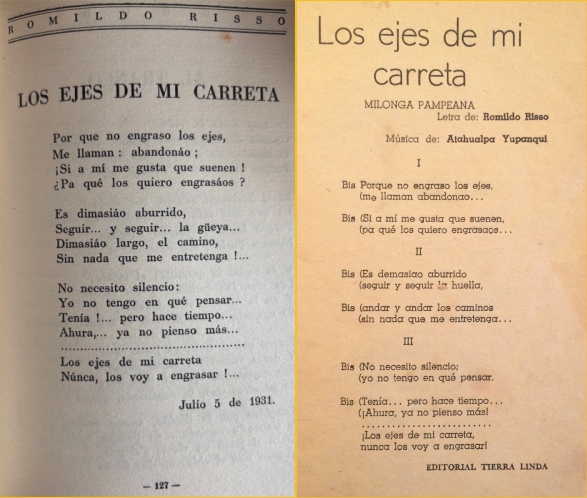 ROMILDO RISSO
LOS EJES DE MI CARRETA
Por que no engraso los ejes,
Me llaman : abandonáo ;
¡Si a mí me gusta que suenen !
¿Pa qué los quiero engrasáos ?
Es dimasiáo aburrido,
Seguir... y seguir... la güeya...
Dimasiáo largo, el camino,
Sin nada que me entretenga !...
No necesito silencio :
Yo no tengo en qué pensar...
Tenía !... pero hace tiempo...
Ahura,... ya no pienso más...
Los ejes de mi carreta
Núnca, los voy a engrasar !...
Julio 5 de 1931.
— 127 —
Los ejes de mi
carreta
MILONGA PAMPEANA
Letra de: Romildo Risso
Música de: Atahualpa Yupanqui
I
Bis Porque no engraso los ejes,
(me llaman abandonao...
Bis (Si a mí me gusta que suenen,
(pa qué los quiero engrasaos...
II
Bis (Es demasiao aburrido
(seguir y seguir la huella,
Bis (andar y andar los caminos
(sin nada que me entretenga...
III
Bis (No necesito silencio;
(yo no tengo en qué pensar.
Bis (Tenía... pero hace tiempo...
(¡Ahura, ya no pienso más!
¡Los ejes de mi carreta,
nunca los voy a engrasar!
EDITORIAL TIERRA LINDA